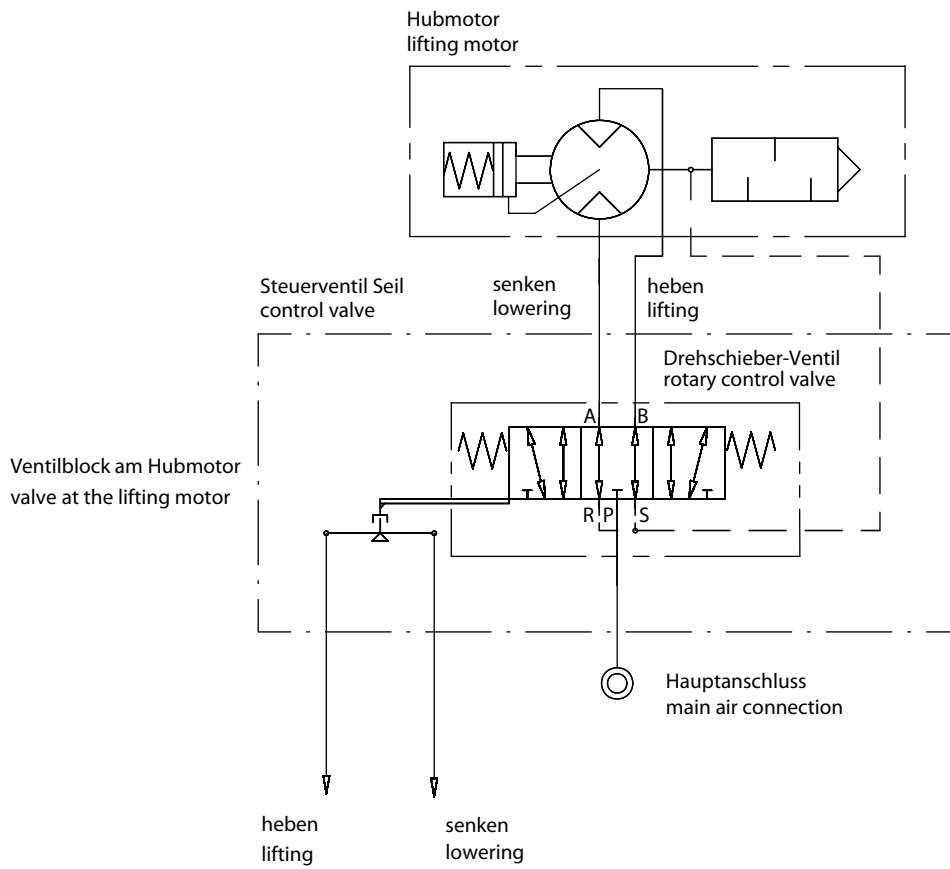 Hubmotor
lifting motor
Steuerventil Seil
control valve
senken
lowering
heben
lifting
Drehschieber-Ventil
rotary control valve
A B
Ventilblock am Hubmotor
valve at the lifting motor
R P S
Hauptanschluss
main air connection
heben
lifting
senken
lowering